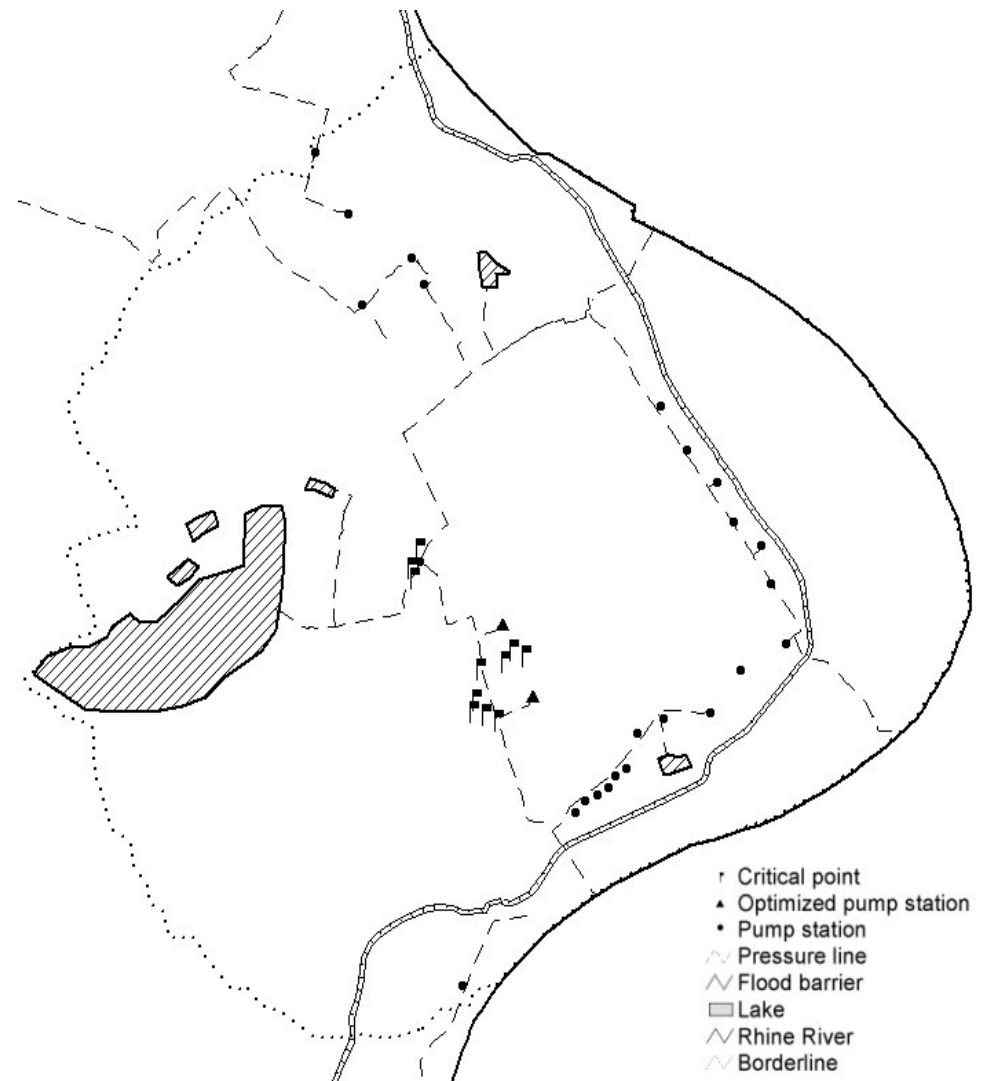 Critical point
Optimized pump station
Pump station
Pressure line
Flood barrier
Lake
Rhine River
Borderline